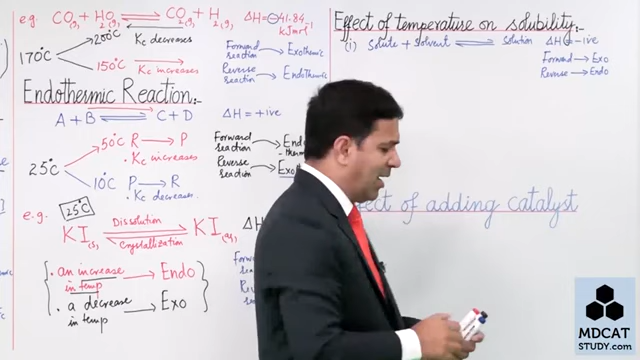 e.g. CO(g) + HO2(g) ⇌ CO2(g) + H2(g) ΔH=⊖41.84 kJmol⁻¹
170°C
200°C Kc decreases
150°C Kc increases
Forward reaction → Exothermic
Reverse reaction → Endothermic
Endothermic Reaction:-
A + B ⇌ C + D ΔH = +ive
25°C
50°C R → P
. Kc increases
10°C P → R
. Kc decreases.
Forward reaction → Endo -thermic
Reverse reaction → Exo
e.g. 25°C
KI(s) Dissolution ⇌ Crystallization KI(aq) ΔH
• an increase in temp → Endo
• a decrease in temp → Exo
Effect of temperature on solubility:-
(i) Solute + Solvent ⇌ Solution ΔH = -ive
Forward → Exo
Reverse → Endo
of adding catalyst
MDCAT
STUDY.com